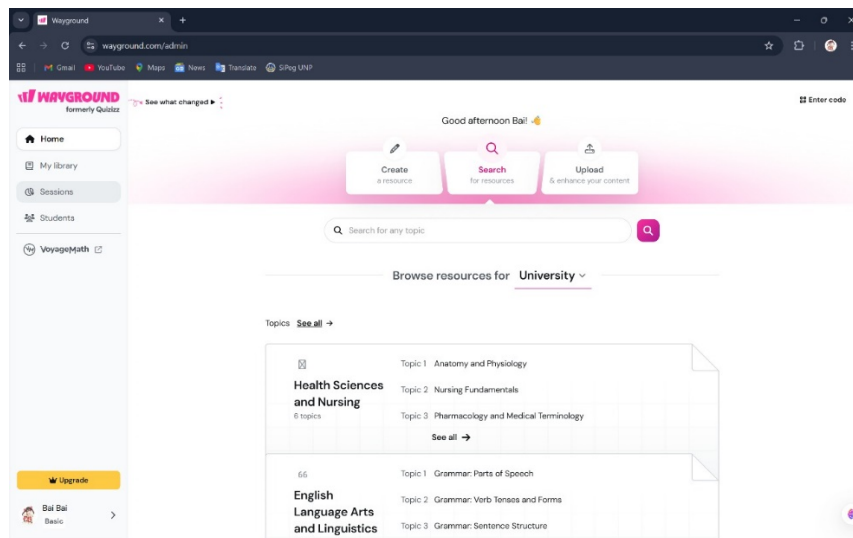 Wayground
wayground.com/admin
Gmail YouTube Maps News Translate SiPeg UNP
WAYGROUND
formerly Quizizz
See what changed
Enter code
Good afternoon Bai!
Home
My library
Sessions
Students
VoyageMath
Create
a resource
Search
for resources
Upload
& enhance your content
Search for any topic
Browse resources for University
Topics See all →
Health Sciences
and Nursing
6 topics
Topic 1 Anatomy and Physiology
Topic 2 Nursing Fundamentals
Topic 3 Pharmacology and Medical Terminology
See all →
66
English
Language Arts
and Linguistics
Topic 1 Grammar: Parts of Speech
Topic 2 Grammar: Verb Tenses and Forms
Topic 3 Grammar: Sentence Structure
Upgrade
Bai Bai
Basic